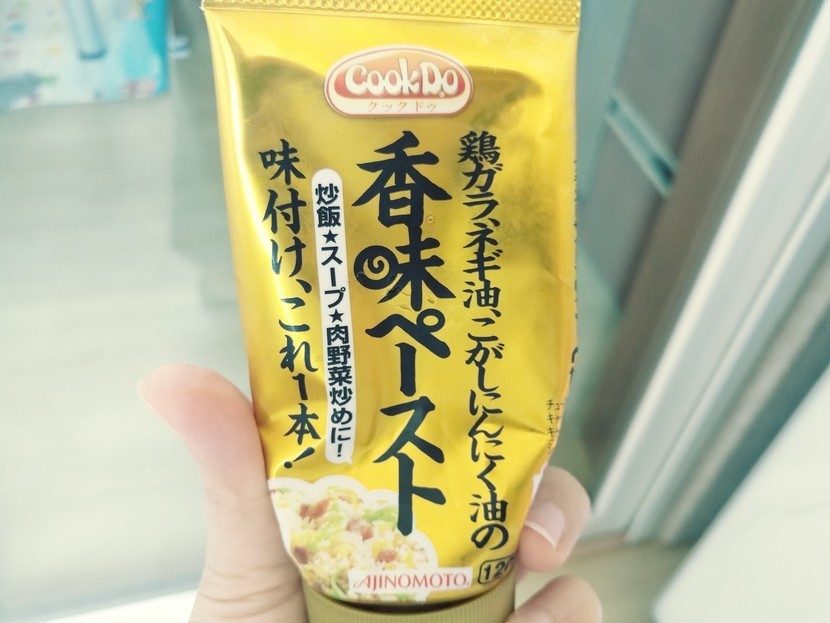 CookDo
クックドゥ
鶏ガラ、ネギ油、こがしにんにく油の
香味ペースト
炒飯★スープ★肉野菜炒めに!
味付け、これ1本!
AJINOMOTO